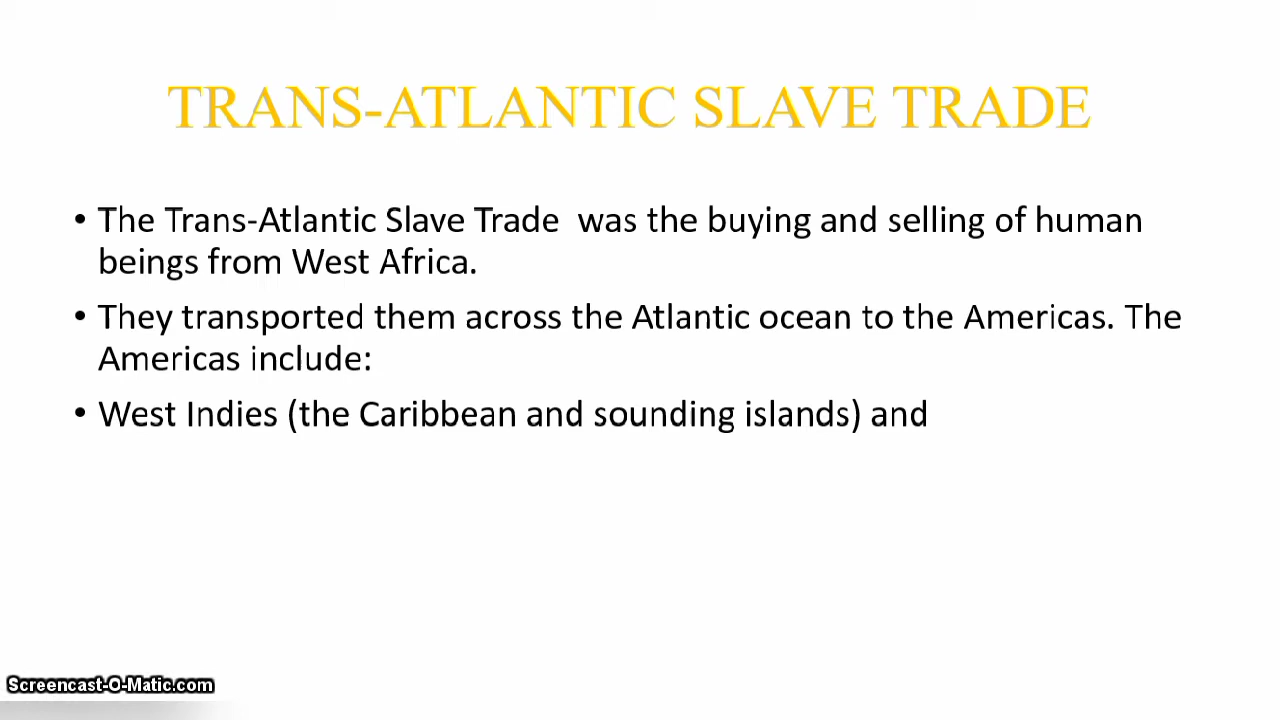 TRANS-ATLANTIC SLAVE TRADE
• The Trans-Atlantic Slave Trade  was the buying and selling of human
beings from West Africa.
• They transported them across the Atlantic ocean to the Americas. The
Americas include:
• West Indies (the Caribbean and sounding islands) and
Screencast-O-Matic.com